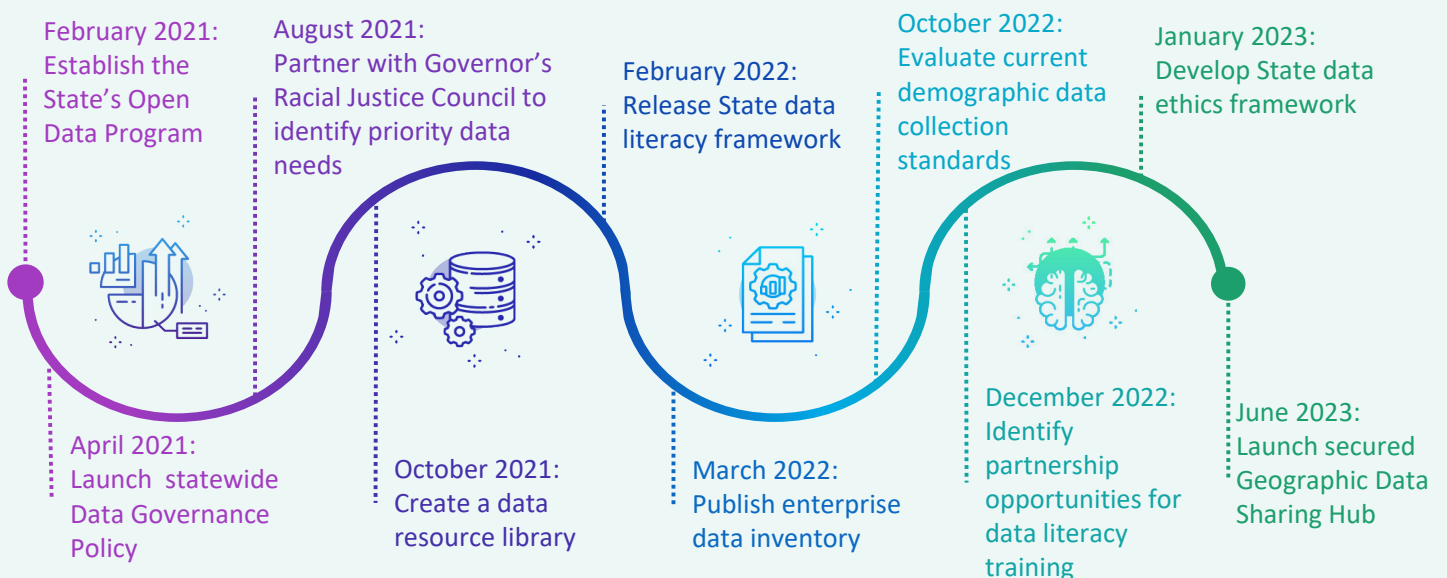 February 2021:
Establish the
State’s Open
Data Program
April 2021:
Launch  statewide
Data Governance
Policy
August 2021:
Partner with Governor’s
Racial Justice Council to
identify priority data
needs
October 2021:
Create a data
resource library
February 2022:
Release State data
literacy framework
March 2022:
Publish enterprise
data inventory
October 2022:
Evaluate current
demographic data
collection
standards
December 2022:
Identify
partnership
opportunities for
data literacy
training
January 2023:
Develop State data
ethics framework
June 2023:
Launch secured
Geographic Data
Sharing Hub